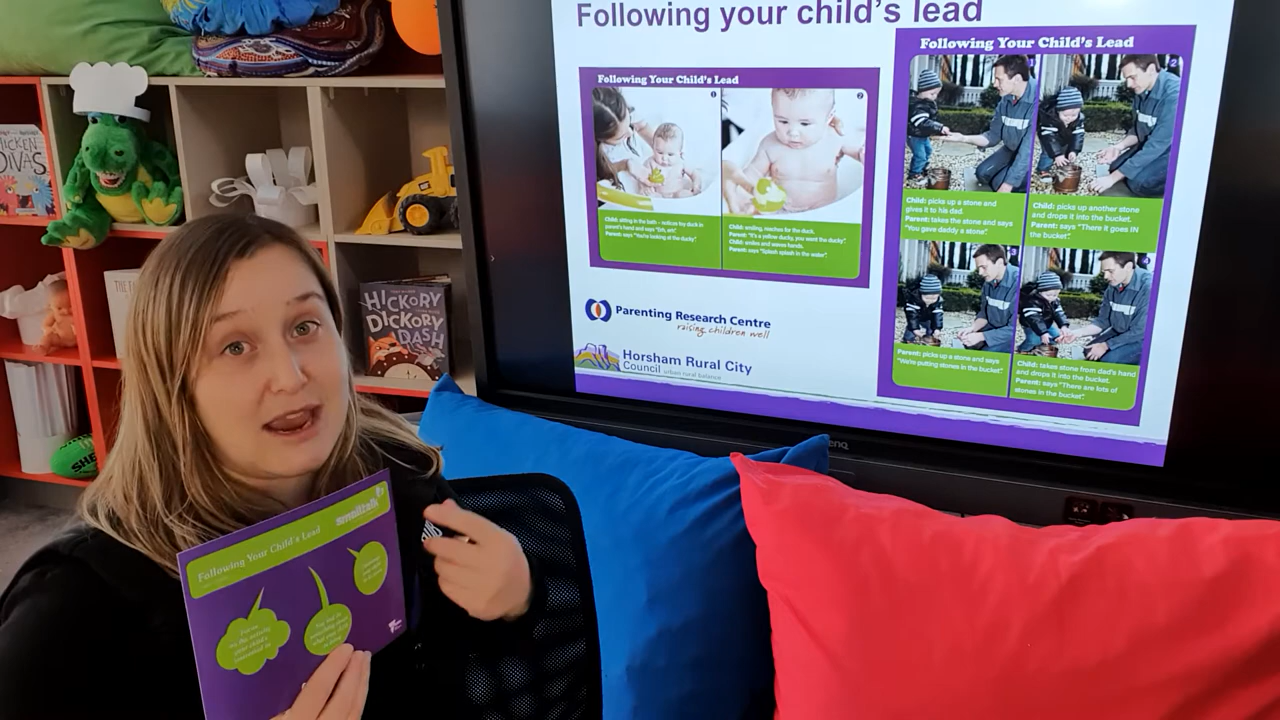 Following your child's lead
Following Your Child's Lead
1
2
Child: sitting in the bath - notices toy duck in
parent's hand and says "Erh, erh".
Parent: says "You're looking at the ducky".
Child: smiling, reaches for the duck.
Parent: "It's a yellow ducky, you want the ducky".
Child: smiles and waves hands.
Parent: says "Splash splash in the water".
Parenting Research Centre
raising children well
Horsham Rural City
Council urban rural balance
Following Your Child's Lead
Child: picks up a stone and
gives it to his dad.
Parent: takes the stone and says
"You gave daddy a stone".
Child: picks up another stone
and drops it into the bucket.
Parent: says "There it goes IN
the bucket".
Parent: picks up a stone and says
"We're putting stones in the bucket".
Child: takes stone from dad's hand
and drops it into the bucket.
Parent: says "There are lots of
stones in the bucket".
CHICKEN
DIVAS
CAT
HICKORY
DICKORY
DASH
SHE
Following Your Child's Lead
smalltalk